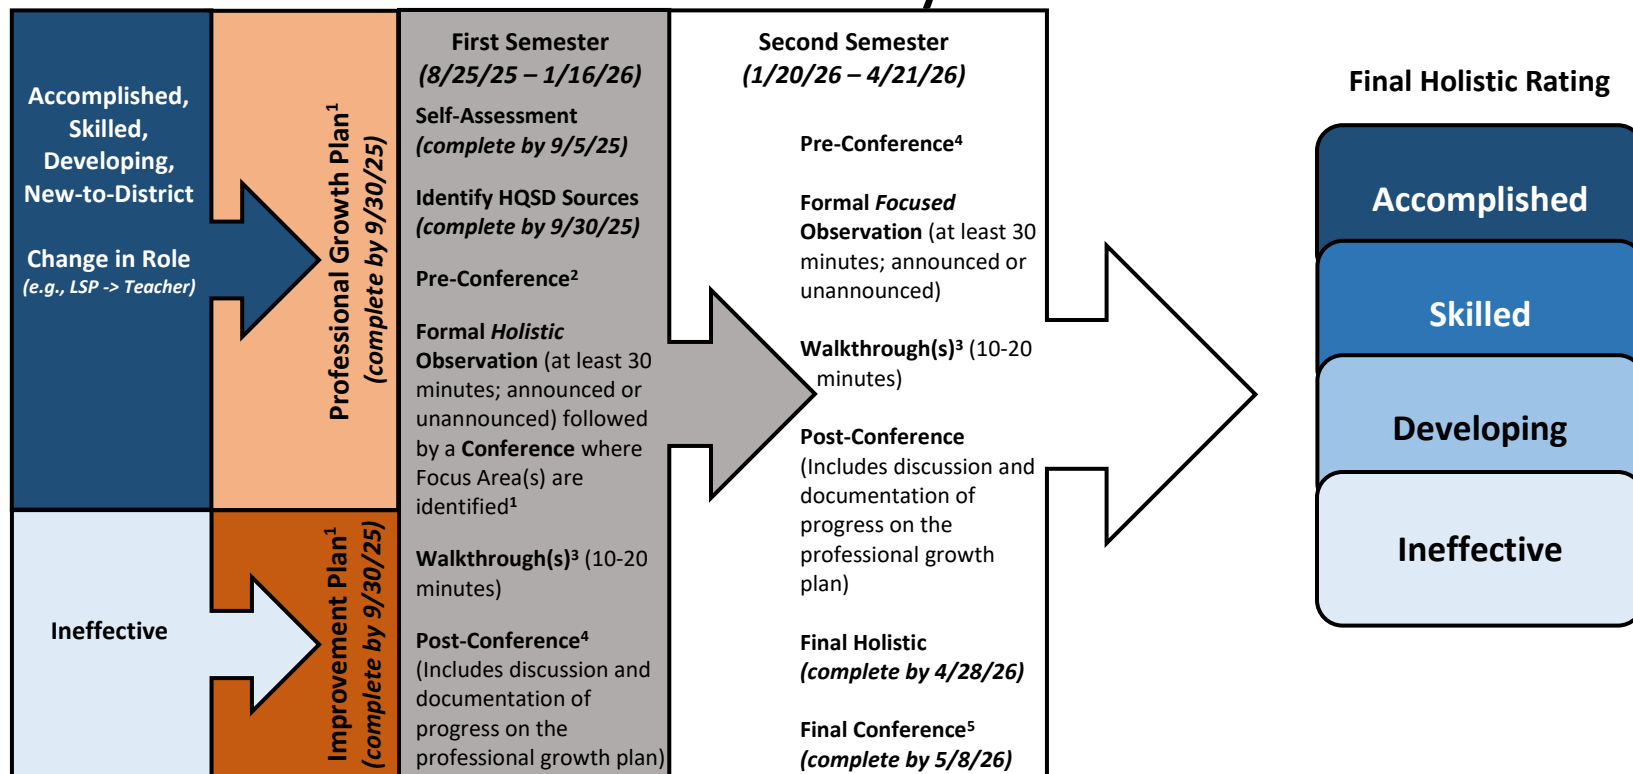 Accomplished,
Skilled,
Developing,
New-to-District
Change in Role
(e.g., LSP -> Teacher)
Ineffective
Professional Growth Plan¹
(complete by 9/30/25)
Improvement Plan¹
(complete by 9/30/25)
First Semester
(8/25/25 – 1/16/26)
Self-Assessment
(complete by 9/5/25)
Identify HQSD Sources
(complete by 9/30/25)
Pre-Conference²
Formal Holistic
Observation (at least 30
minutes; announced or
unannounced) followed
by a Conference where
Focus Area(s) are
identified¹
Walkthrough(s)³ (10-20
minutes)
Post-Conference⁴
(Includes discussion and
documentation of
progress on the
professional growth plan)
Second Semester
(1/20/26 – 4/21/26)
Pre-Conference⁴
Formal Focused
Observation (at least 30
minutes; announced or
unannounced)
Walkthrough(s)³ (10-20
minutes)
Post-Conference
(Includes discussion and
documentation of
progress on the
professional growth
plan)
Final Holistic
(complete by 4/28/26)
Final Conference⁵
(complete by 5/8/26)
Final Holistic Rating
Accomplished
Skilled
Developing
Ineffective